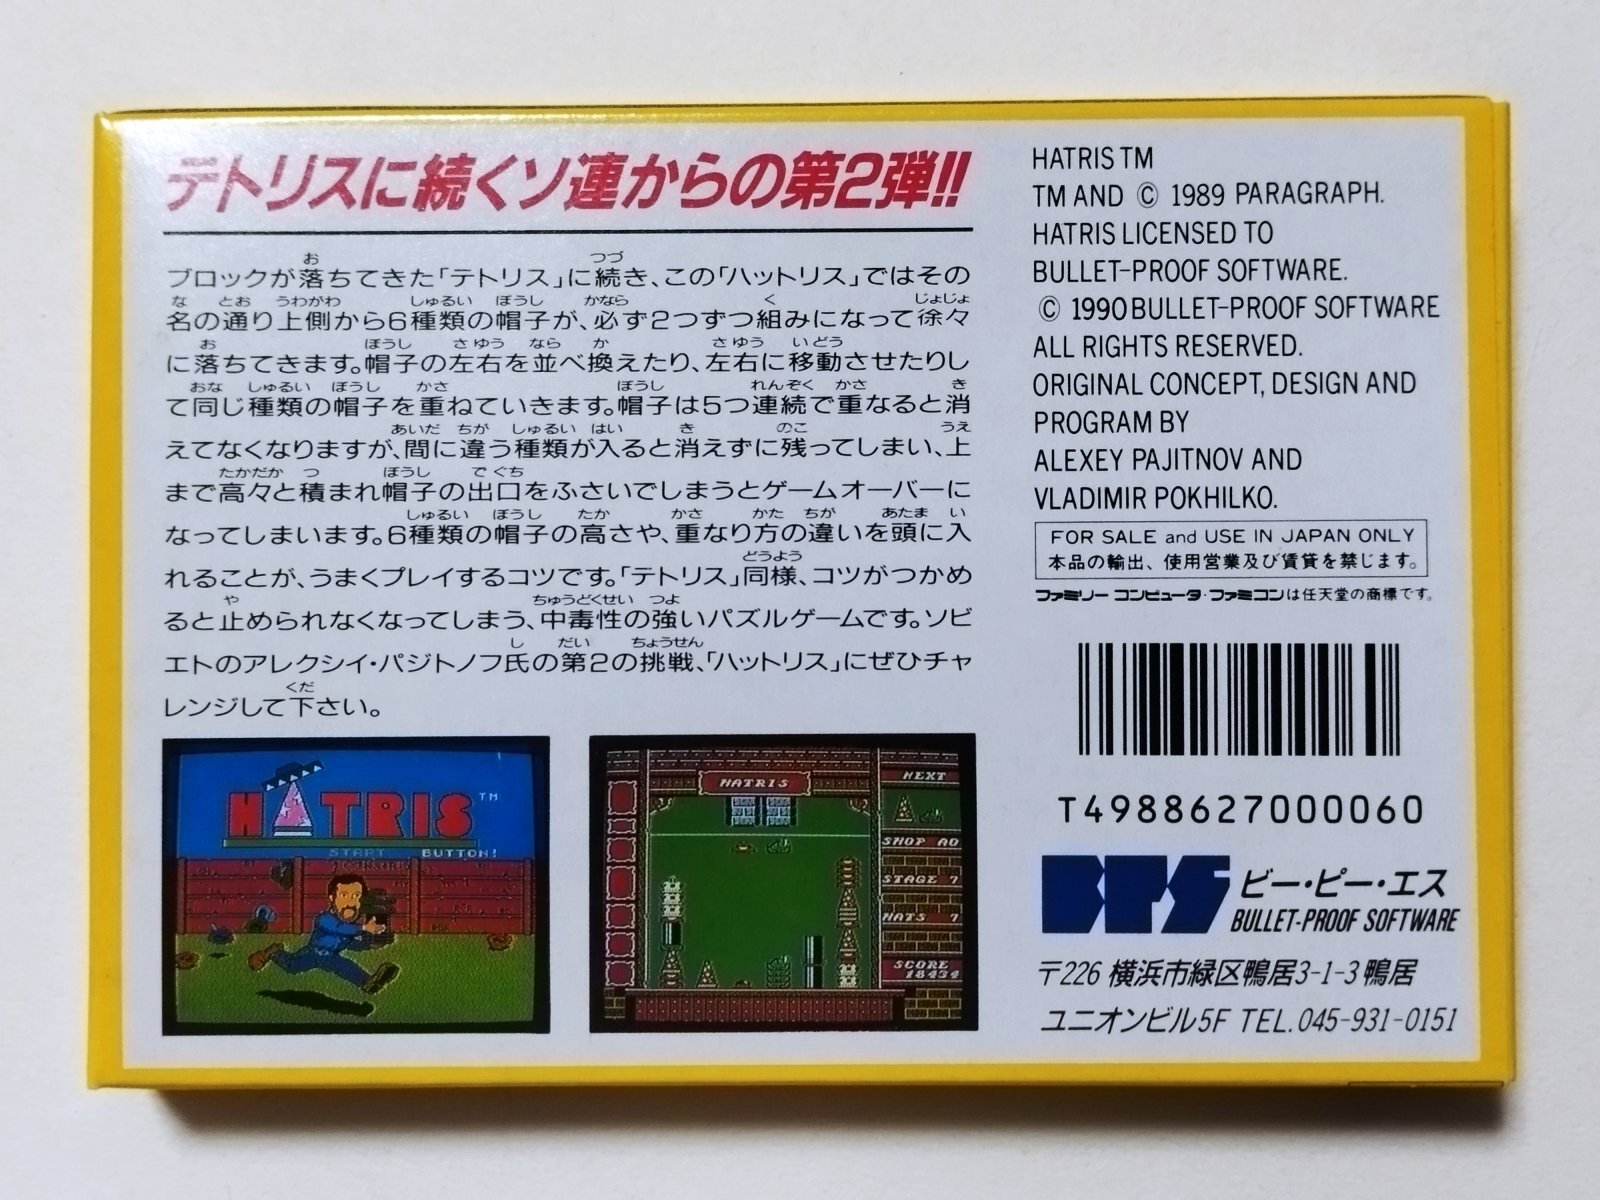 テトリスに続くソ連からの第2弾!!
ブロックが落ちてきた「テトリス」に続き、この「ハットリス」ではその
名の通り上側から6種類の帽子が、必ず2つずつ組みになって徐々
に落ちてきます。帽子の左右を並べ換えたり、左右に移動させたりし
て同じ種類の帽子を重ねていきます。帽子は5つ連続で重なると消
えてなくなりますが、間に違う種類が入ると消えずに残ってしまい、上
まで高々と積まれ帽子の出口をふさいでしまうとゲームオーバーに
なってしまいます。6種類の帽子の高さや、重なり方の違いを頭に入
れることが、うまくプレイするコツです。「テトリス」同様、コツがつかめ
ると止められなくなってしまう、中毒性の強いパズルゲームです。ソビ
エトのアレクシイ・パジトノフ氏の第2の挑戦、「ハットリス」にぜひチャ
レンジして下さい。
HATRIS TM
START BUTTON!
HATRIS
NEXT
SHOP A0
STAGE 7
HATS 7
SCORE
18434
HATRIS TM
TM AND © 1989 PARAGRAPH.
HATRIS LICENSED TO
BULLET-PROOF SOFTWARE.
© 1990 BULLET-PROOF SOFTWARE
ALL RIGHTS RESERVED.
ORIGINAL CONCEPT, DESIGN AND
PROGRAM BY
ALEXEY PAJITNOV AND
VLADIMIR POKHILKO.
FOR SALE and USE IN JAPAN ONLY
本品の輸出、使用営業及び賃貸を禁じます。
ファミリーコンピュータ・ファミコンは任天堂の商標です。
T4988627000060
BPS ビー・ピー・エス
BULLET-PROOF SOFTWARE
〒226 横浜市緑区鴨居3-1-3鴨居
ユニオンビル5F TEL.045-931-0151